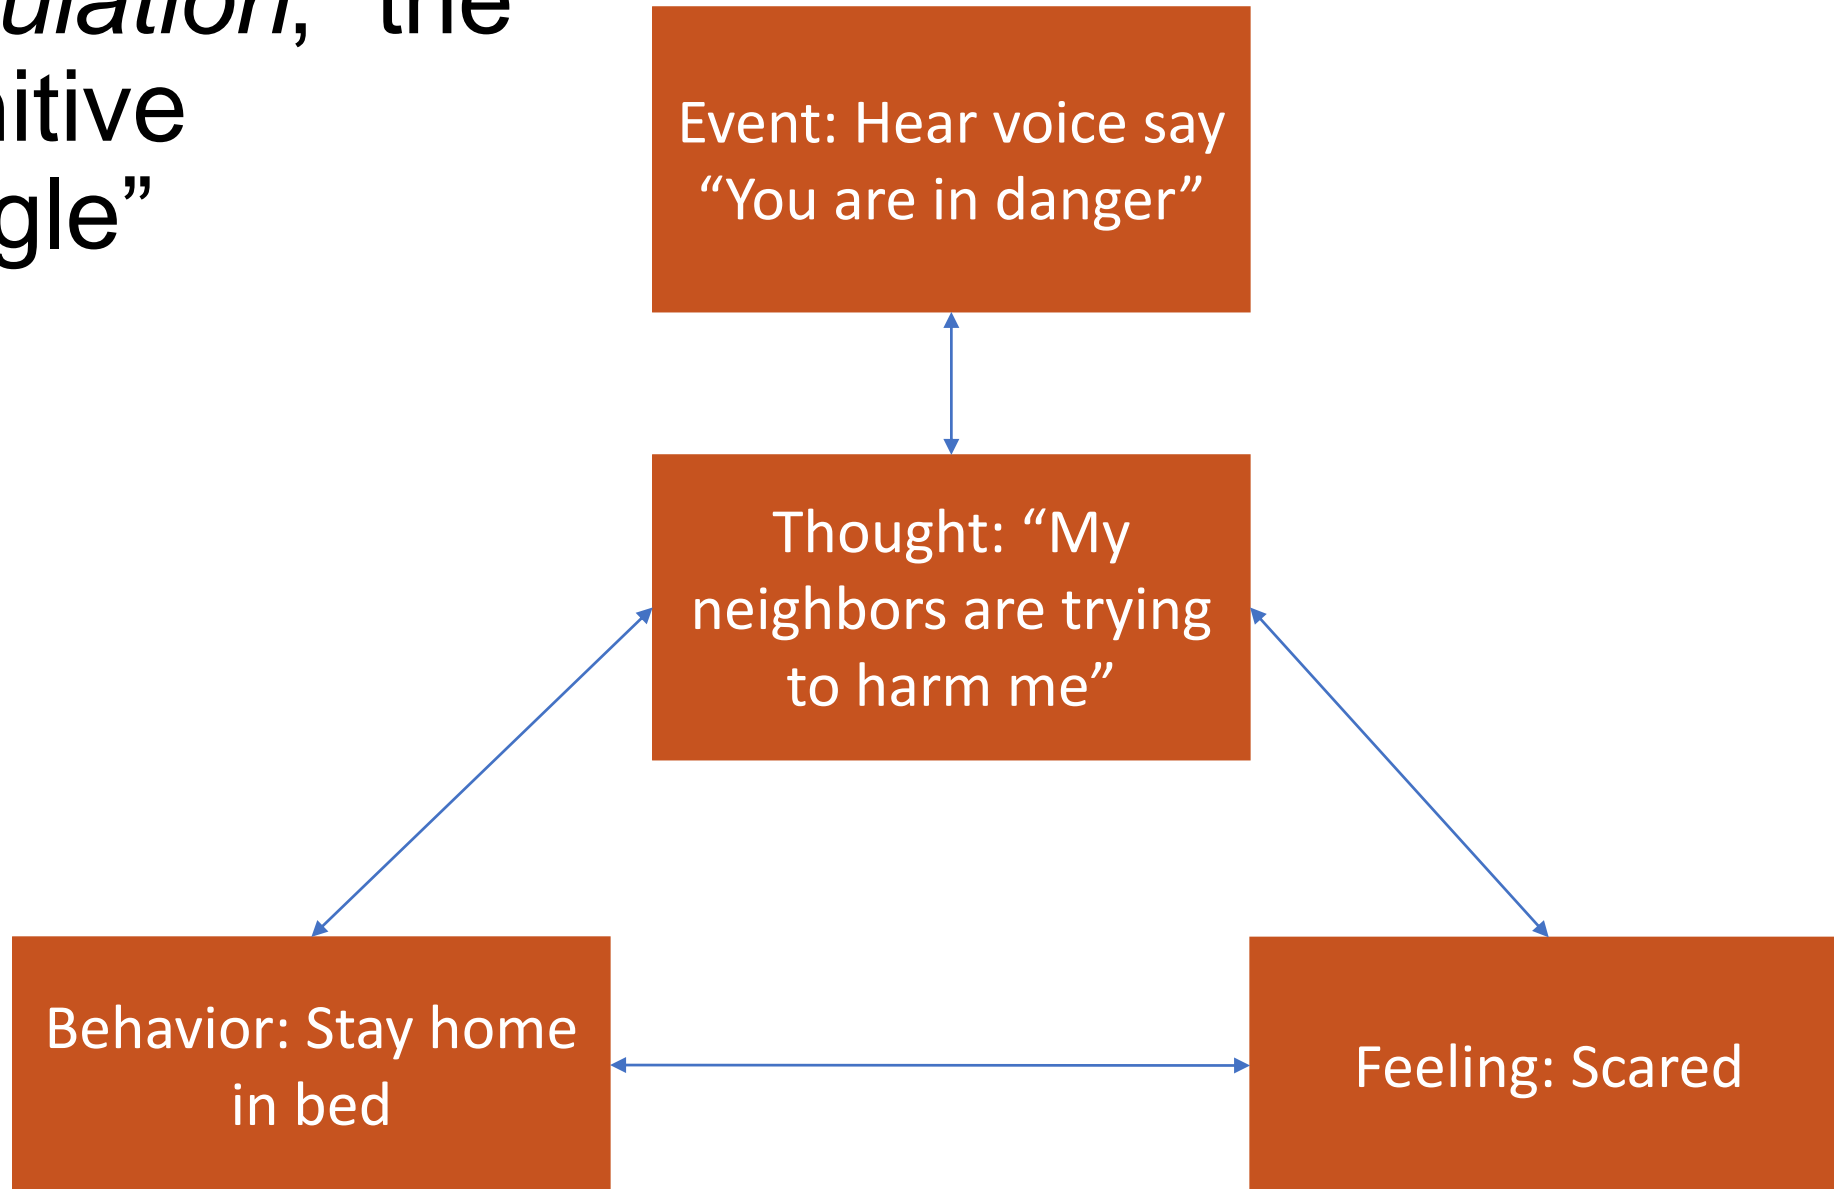 ulation, “the
nitive
gle”
Event: Hear voice say
“You are in danger”
Thought: “My
neighbors are trying
to harm me”
Behavior: Stay home
in bed
Feeling: Scared